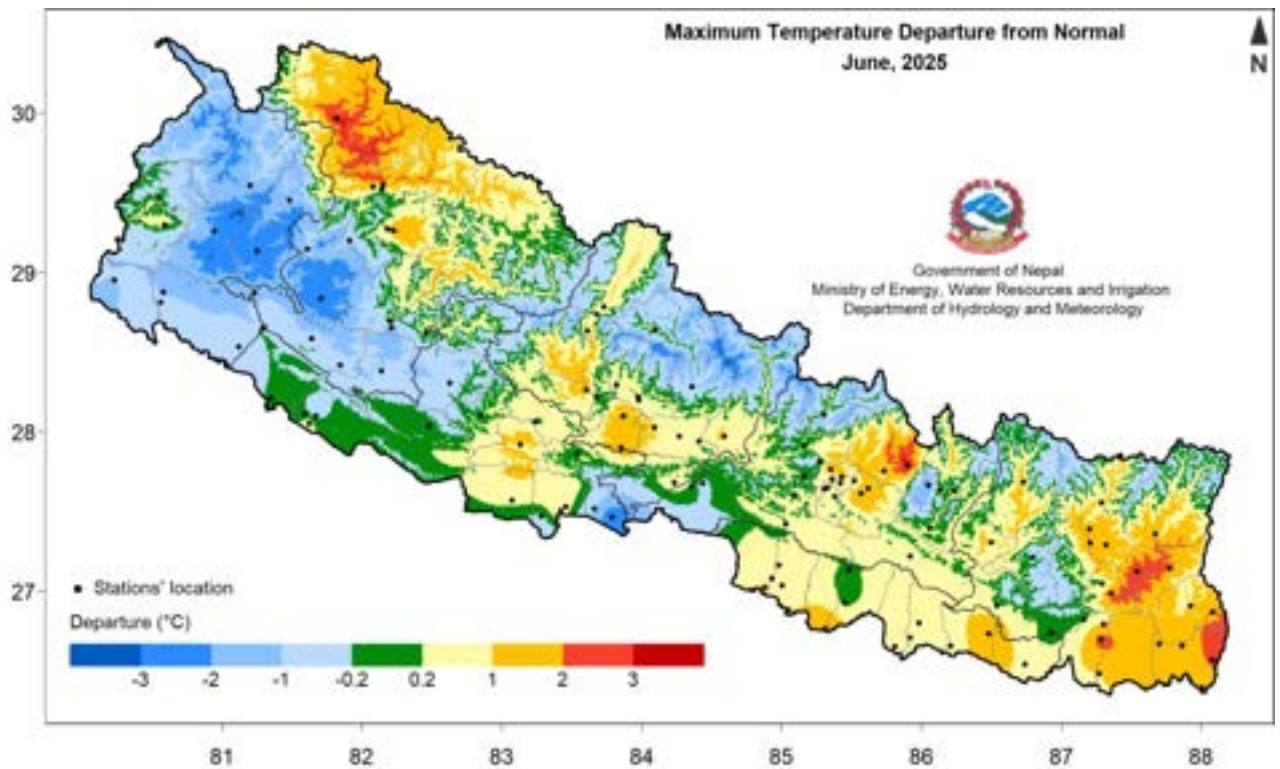 Maximum Temperature Departure from Normal
June, 2025
N
30
29
28
27
Government of Nepal
Ministry of Energy, Water Resources and Irrigation
Department of Hydrology and Meteorology
Stations' location
Departure (°C)
-3 -2 -1 -0.2 0.2 1 2 3
81 82 83 84 85 86 87 88